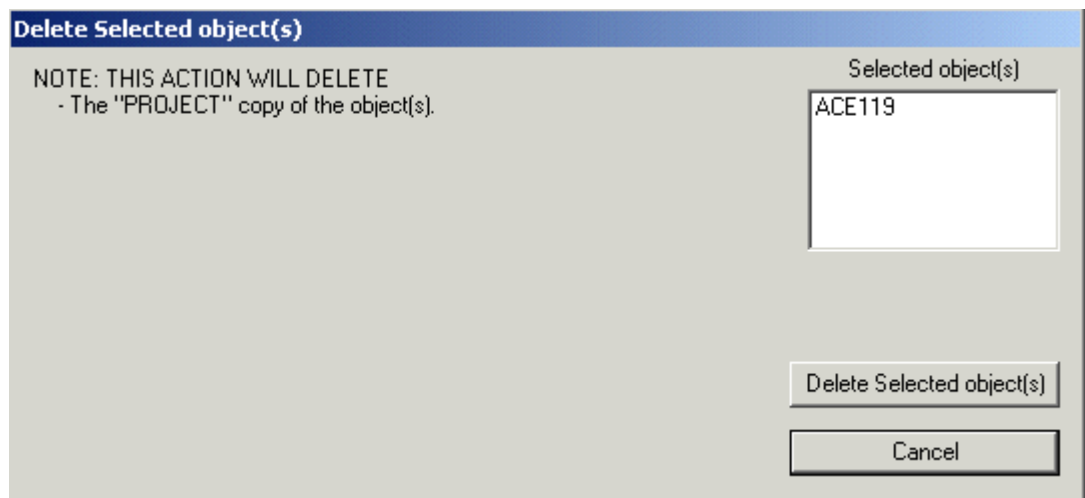 Delete Selected object(s)
NOTE: THIS ACTION WILL DELETE
- The "PROJECT" copy of the object(s).
Selected object(s)
ACE119
Delete Selected object(s)
Cancel